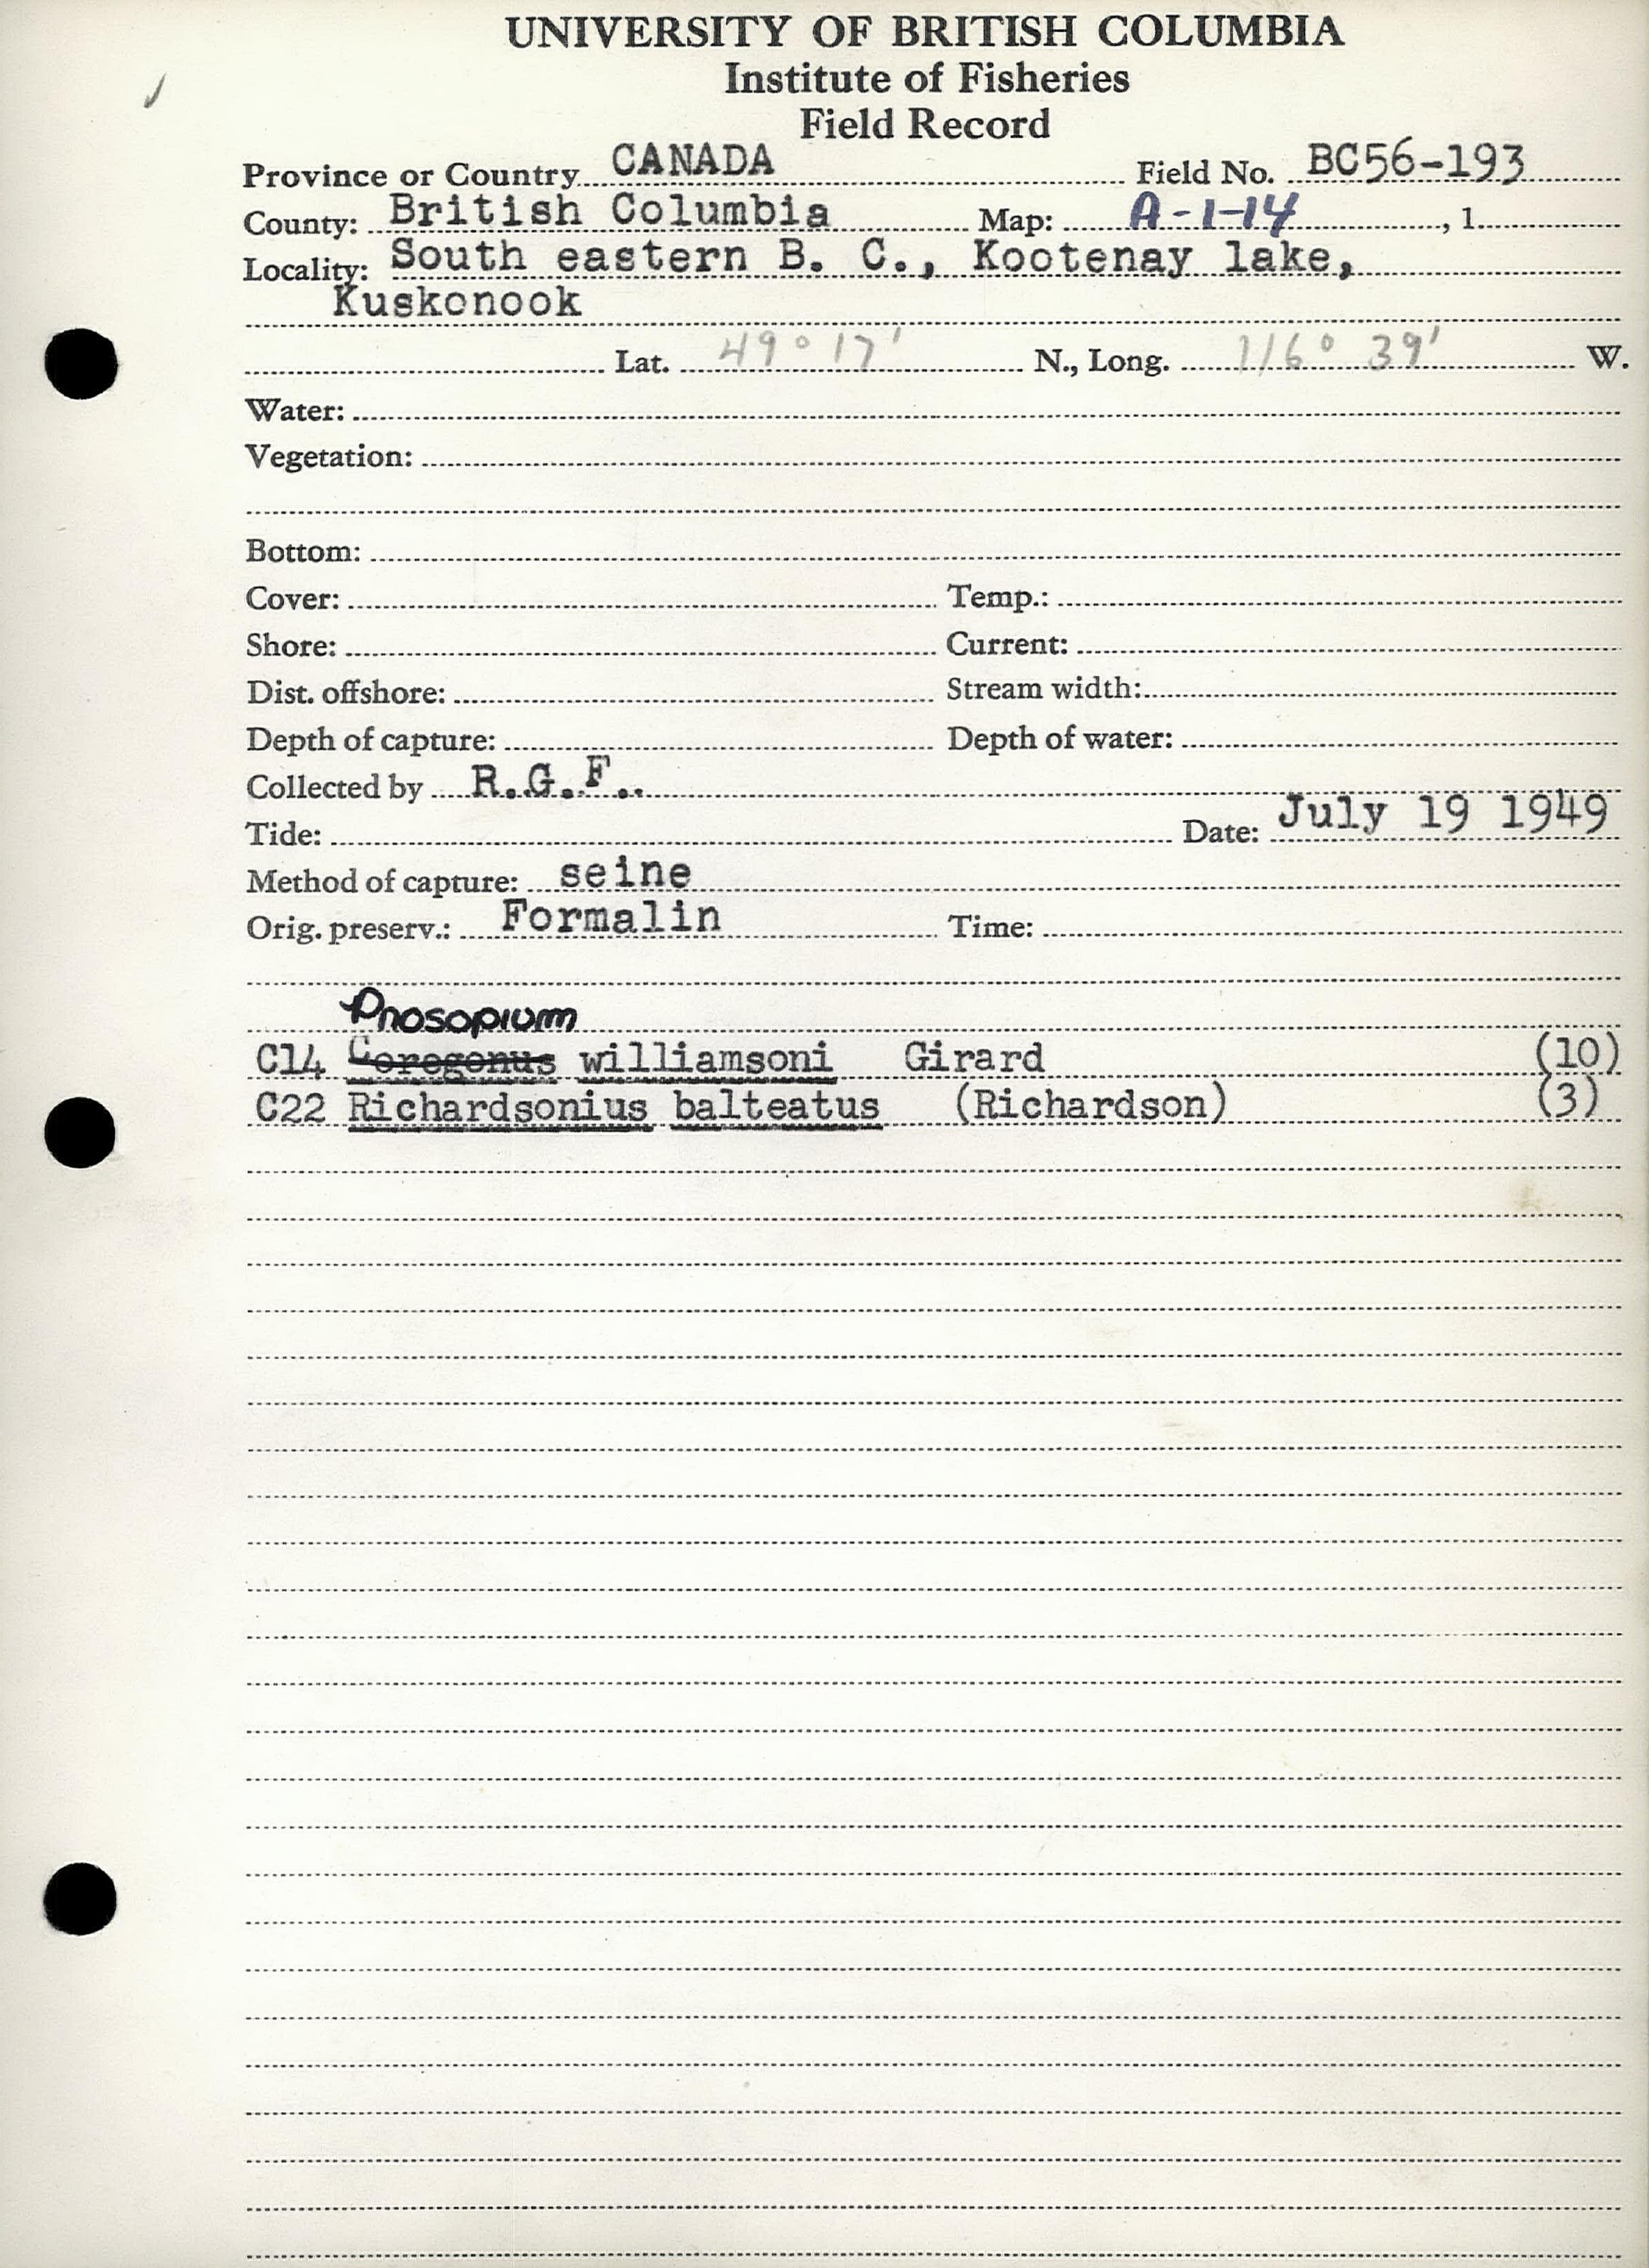 UNIVERSITY OF BRITISH COLUMBIA
Institute of Fisheries
Field Record
Province or Country CANADA Field No. BC56-193
County: British Columbia Map: A-1-14, 1
Locality: South eastern B. C., Kootenay lake,
Kuskonook
Lat. 49° 17' N., Long. 116° 39' W.
Water:
Vegetation:
Bottom:
Cover: Temp.:
Shore: Current:
Dist. offshore: Stream width:
Depth of capture: Depth of water:
Collected by R.G.F..
Tide: Date: July 19 1949
Method of capture: seine
Orig. preserv.: Formalin Time:
Prosopium
C14 Coregonus williamsoni Girard (10)
C22 Richardsonius balteatus (Richardson) (3)